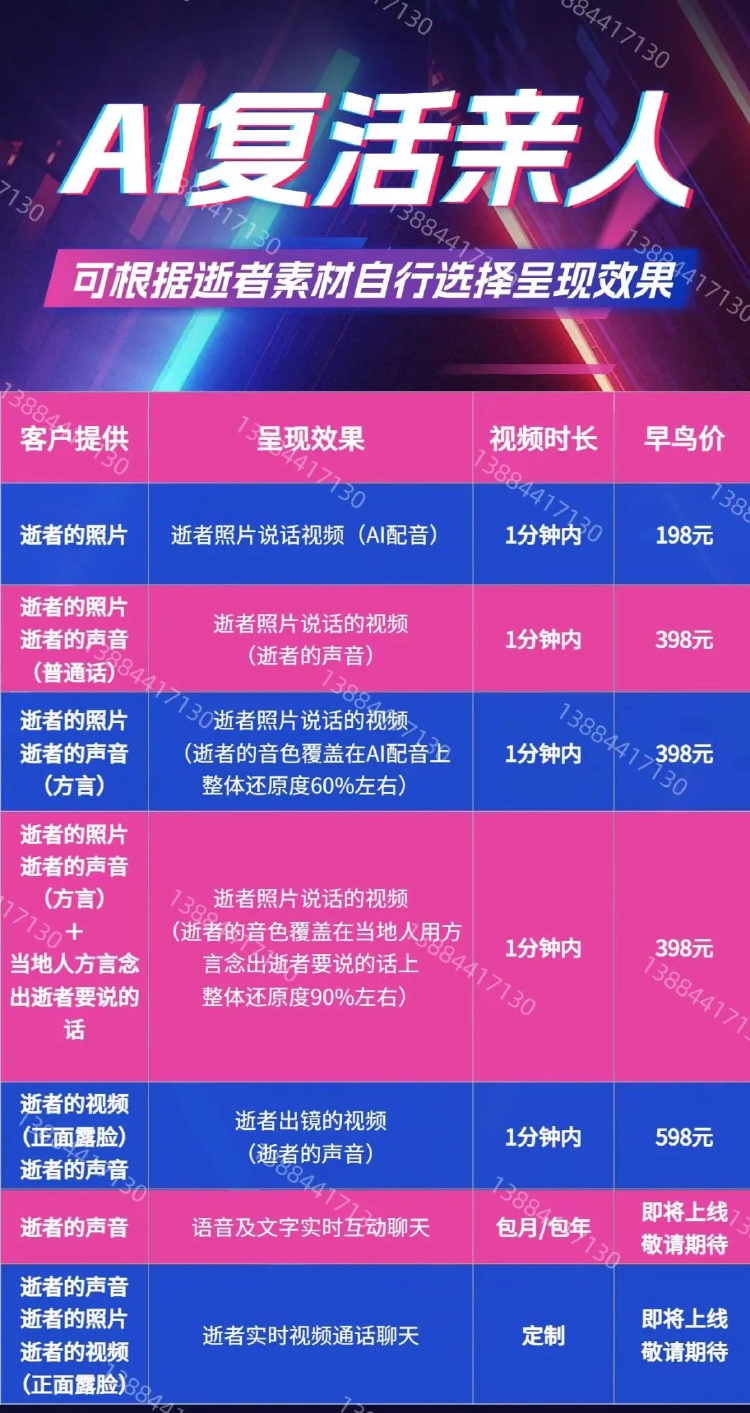 AI复活亲人
可根据逝者素材自行选择呈现效果
客户提供 呈现效果 视频时长 早鸟价
逝者的照片 逝者照片说话视频（AI配音） 1分钟内 198元
逝者的照片
逝者的声音
（普通话）
逝者照片说话的视频
（逝者的声音）
1分钟内
398元
逝者的照片
逝者的声音
（方言）
逝者照片说话的视频
（逝者的音色覆盖在AI配音上
整体还原度60%左右）
1分钟内
398元
逝者的照片
逝者的声音
（方言）
＋
当地人方言念
出逝者要说的
话
逝者照片说话的视频
（逝者的音色覆盖在当地人用方
言念出逝者要说的话上
整体还原度90%左右）
1分钟内
398元
逝者的视频
（正面露脸）
逝者的声音
逝者出镜的视频
（逝者的声音）
1分钟内
598元
逝者的声音
语音及文字实时互动聊天
包月/包年
即将上线
敬请期待
逝者的声音
逝者的照片
逝者的视频
（正面露脸）
逝者实时视频通话聊天
定制
即将上线
敬请期待
13884417130